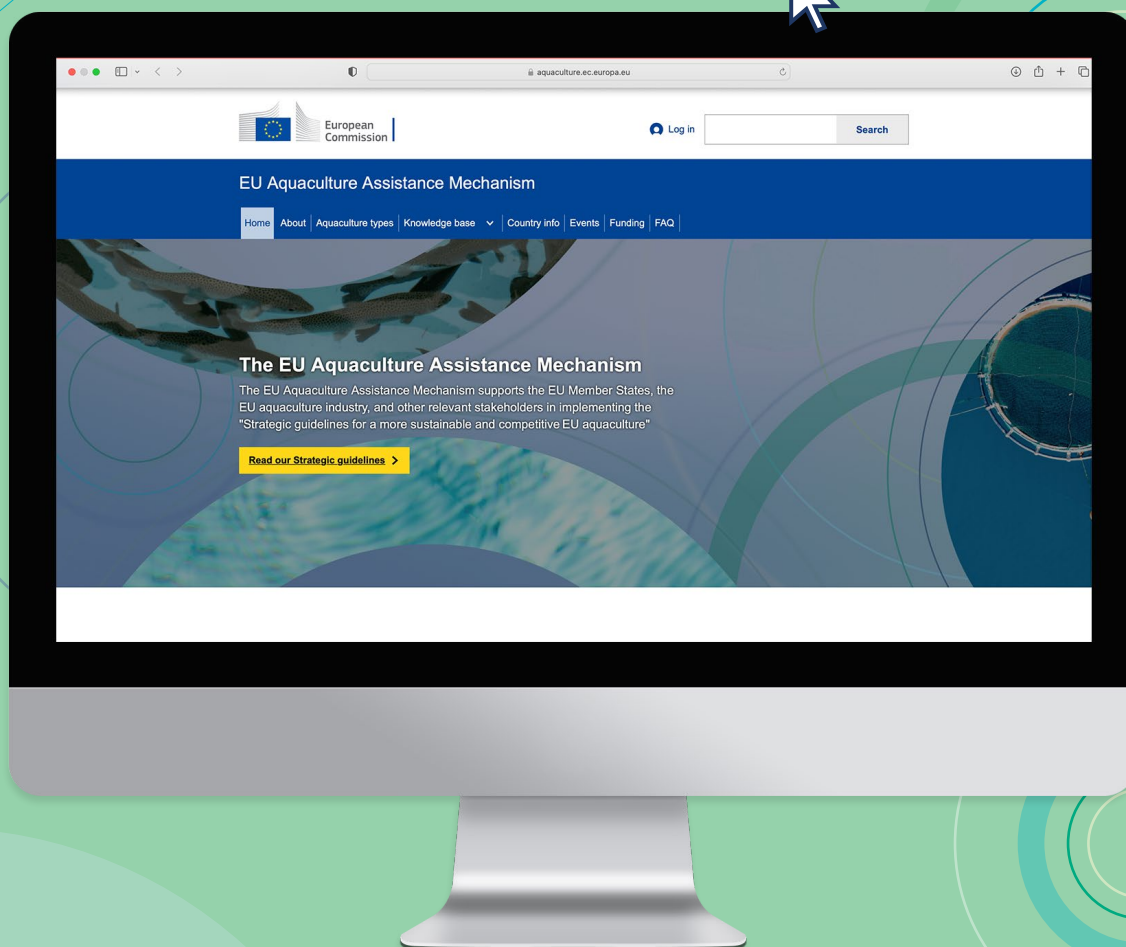 aquaculture.ec.europa.eu
European
Commission
Log in
Search
EU Aquaculture Assistance Mechanism
Home
About
Aquaculture types
Knowledge base
Country info
Events
Funding
FAQ
The EU Aquaculture Assistance Mechanism
The EU Aquaculture Assistance Mechanism supports the EU Member States, the
EU aquaculture industry, and other relevant stakeholders in implementing the
"Strategic guidelines for a more sustainable and competitive EU aquaculture"
Read our Strategic guidelines